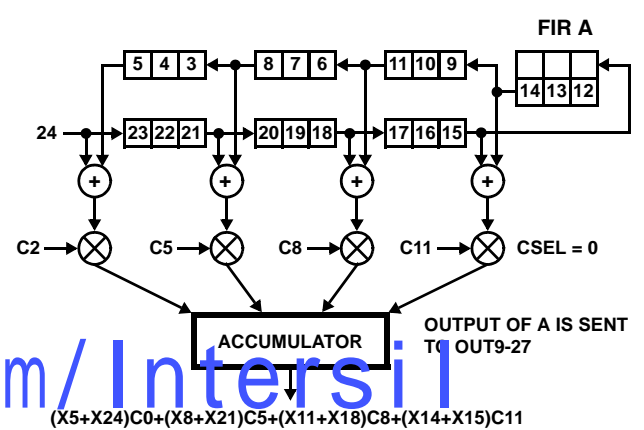 FIR A
5 4 3 8 7 6 11 10 9
14 13 12
24 23 22 21 20 19 18 17 16 15
+ + + +
C2 C5 C8 C11 CSEL = 0
ACCUMULATOR
OUTPUT OF A IS SENT
TO OUT9-27
m/Intersil
(X5+X24)C0+(X8+X21)C5+(X11+X18)C8+(X14+X15)C11